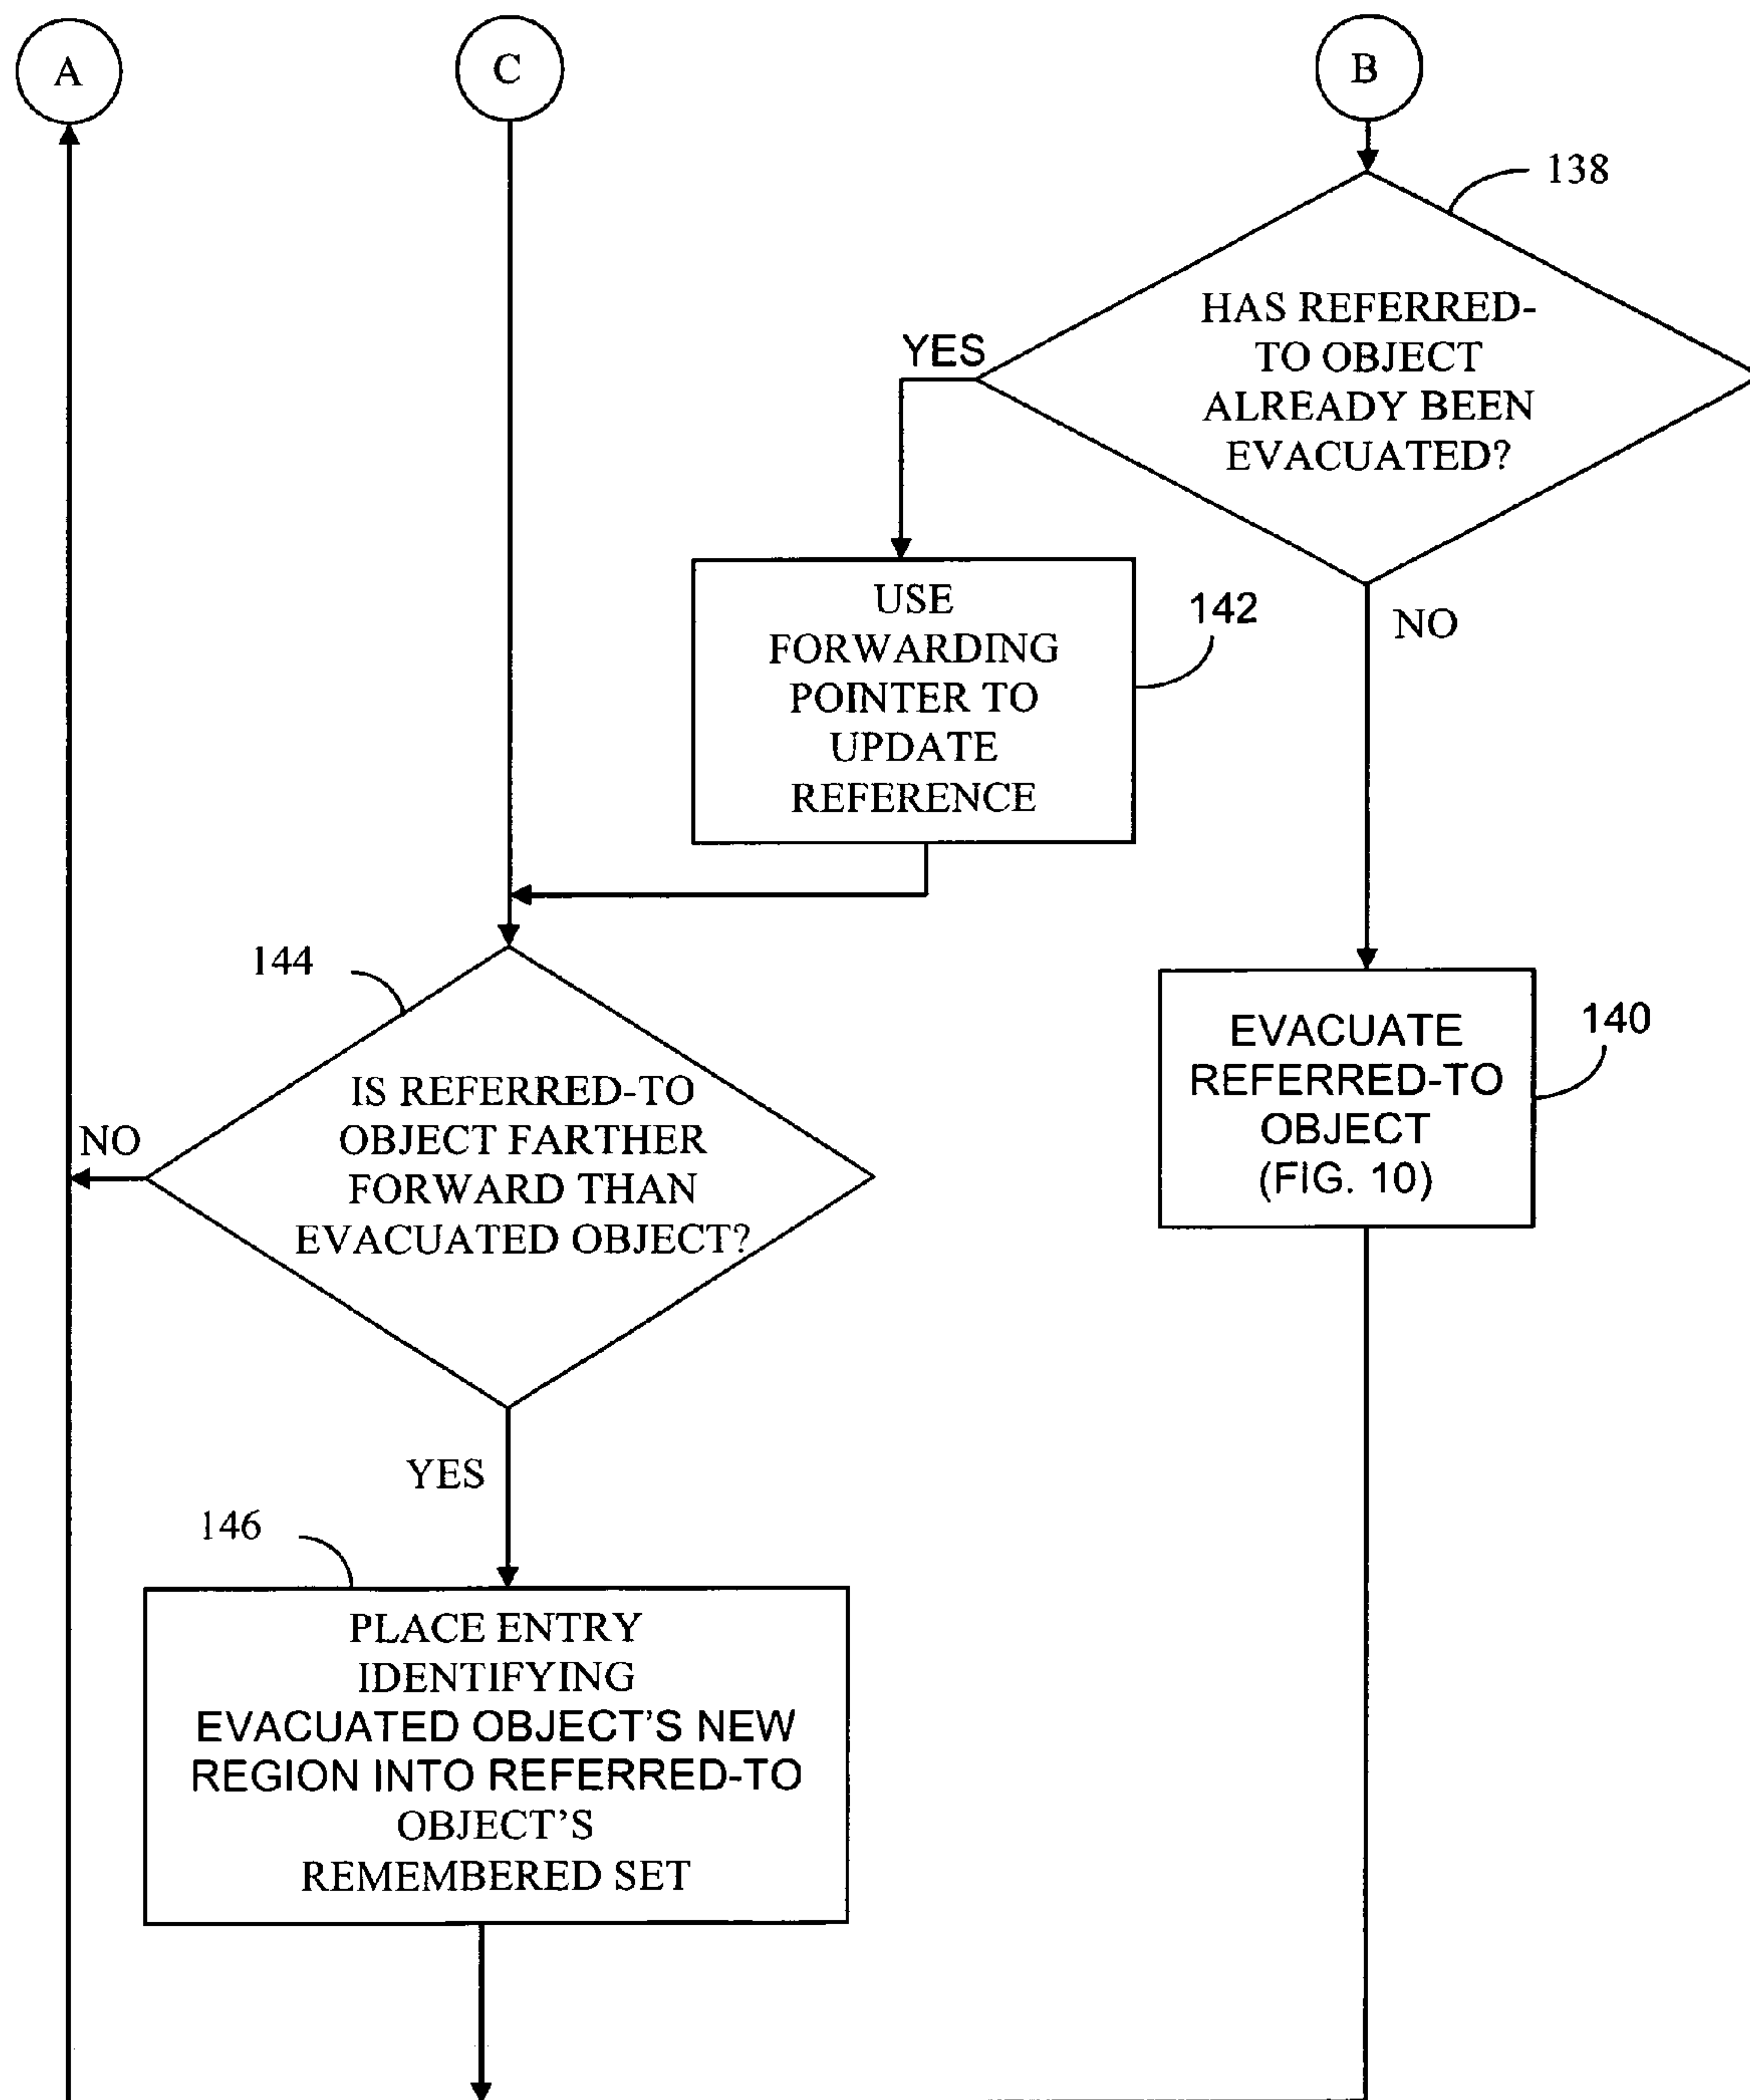 A
C
B
138
HAS REFERRED-
TO OBJECT
ALREADY BEEN
EVACUATED?
YES
NO
USE
FORWARDING
POINTER TO
UPDATE
REFERENCE
142
144
IS REFERRED-TO
OBJECT FARTHER
FORWARD THAN
EVACUATED OBJECT?
NO
YES
EVACUATE
REFERRED-TO
OBJECT
(FIG. 10)
140
146
PLACE ENTRY
IDENTIFYING
EVACUATED OBJECT’S NEW
REGION INTO REFERRED-TO
OBJECT’S
REMEMBERED SET